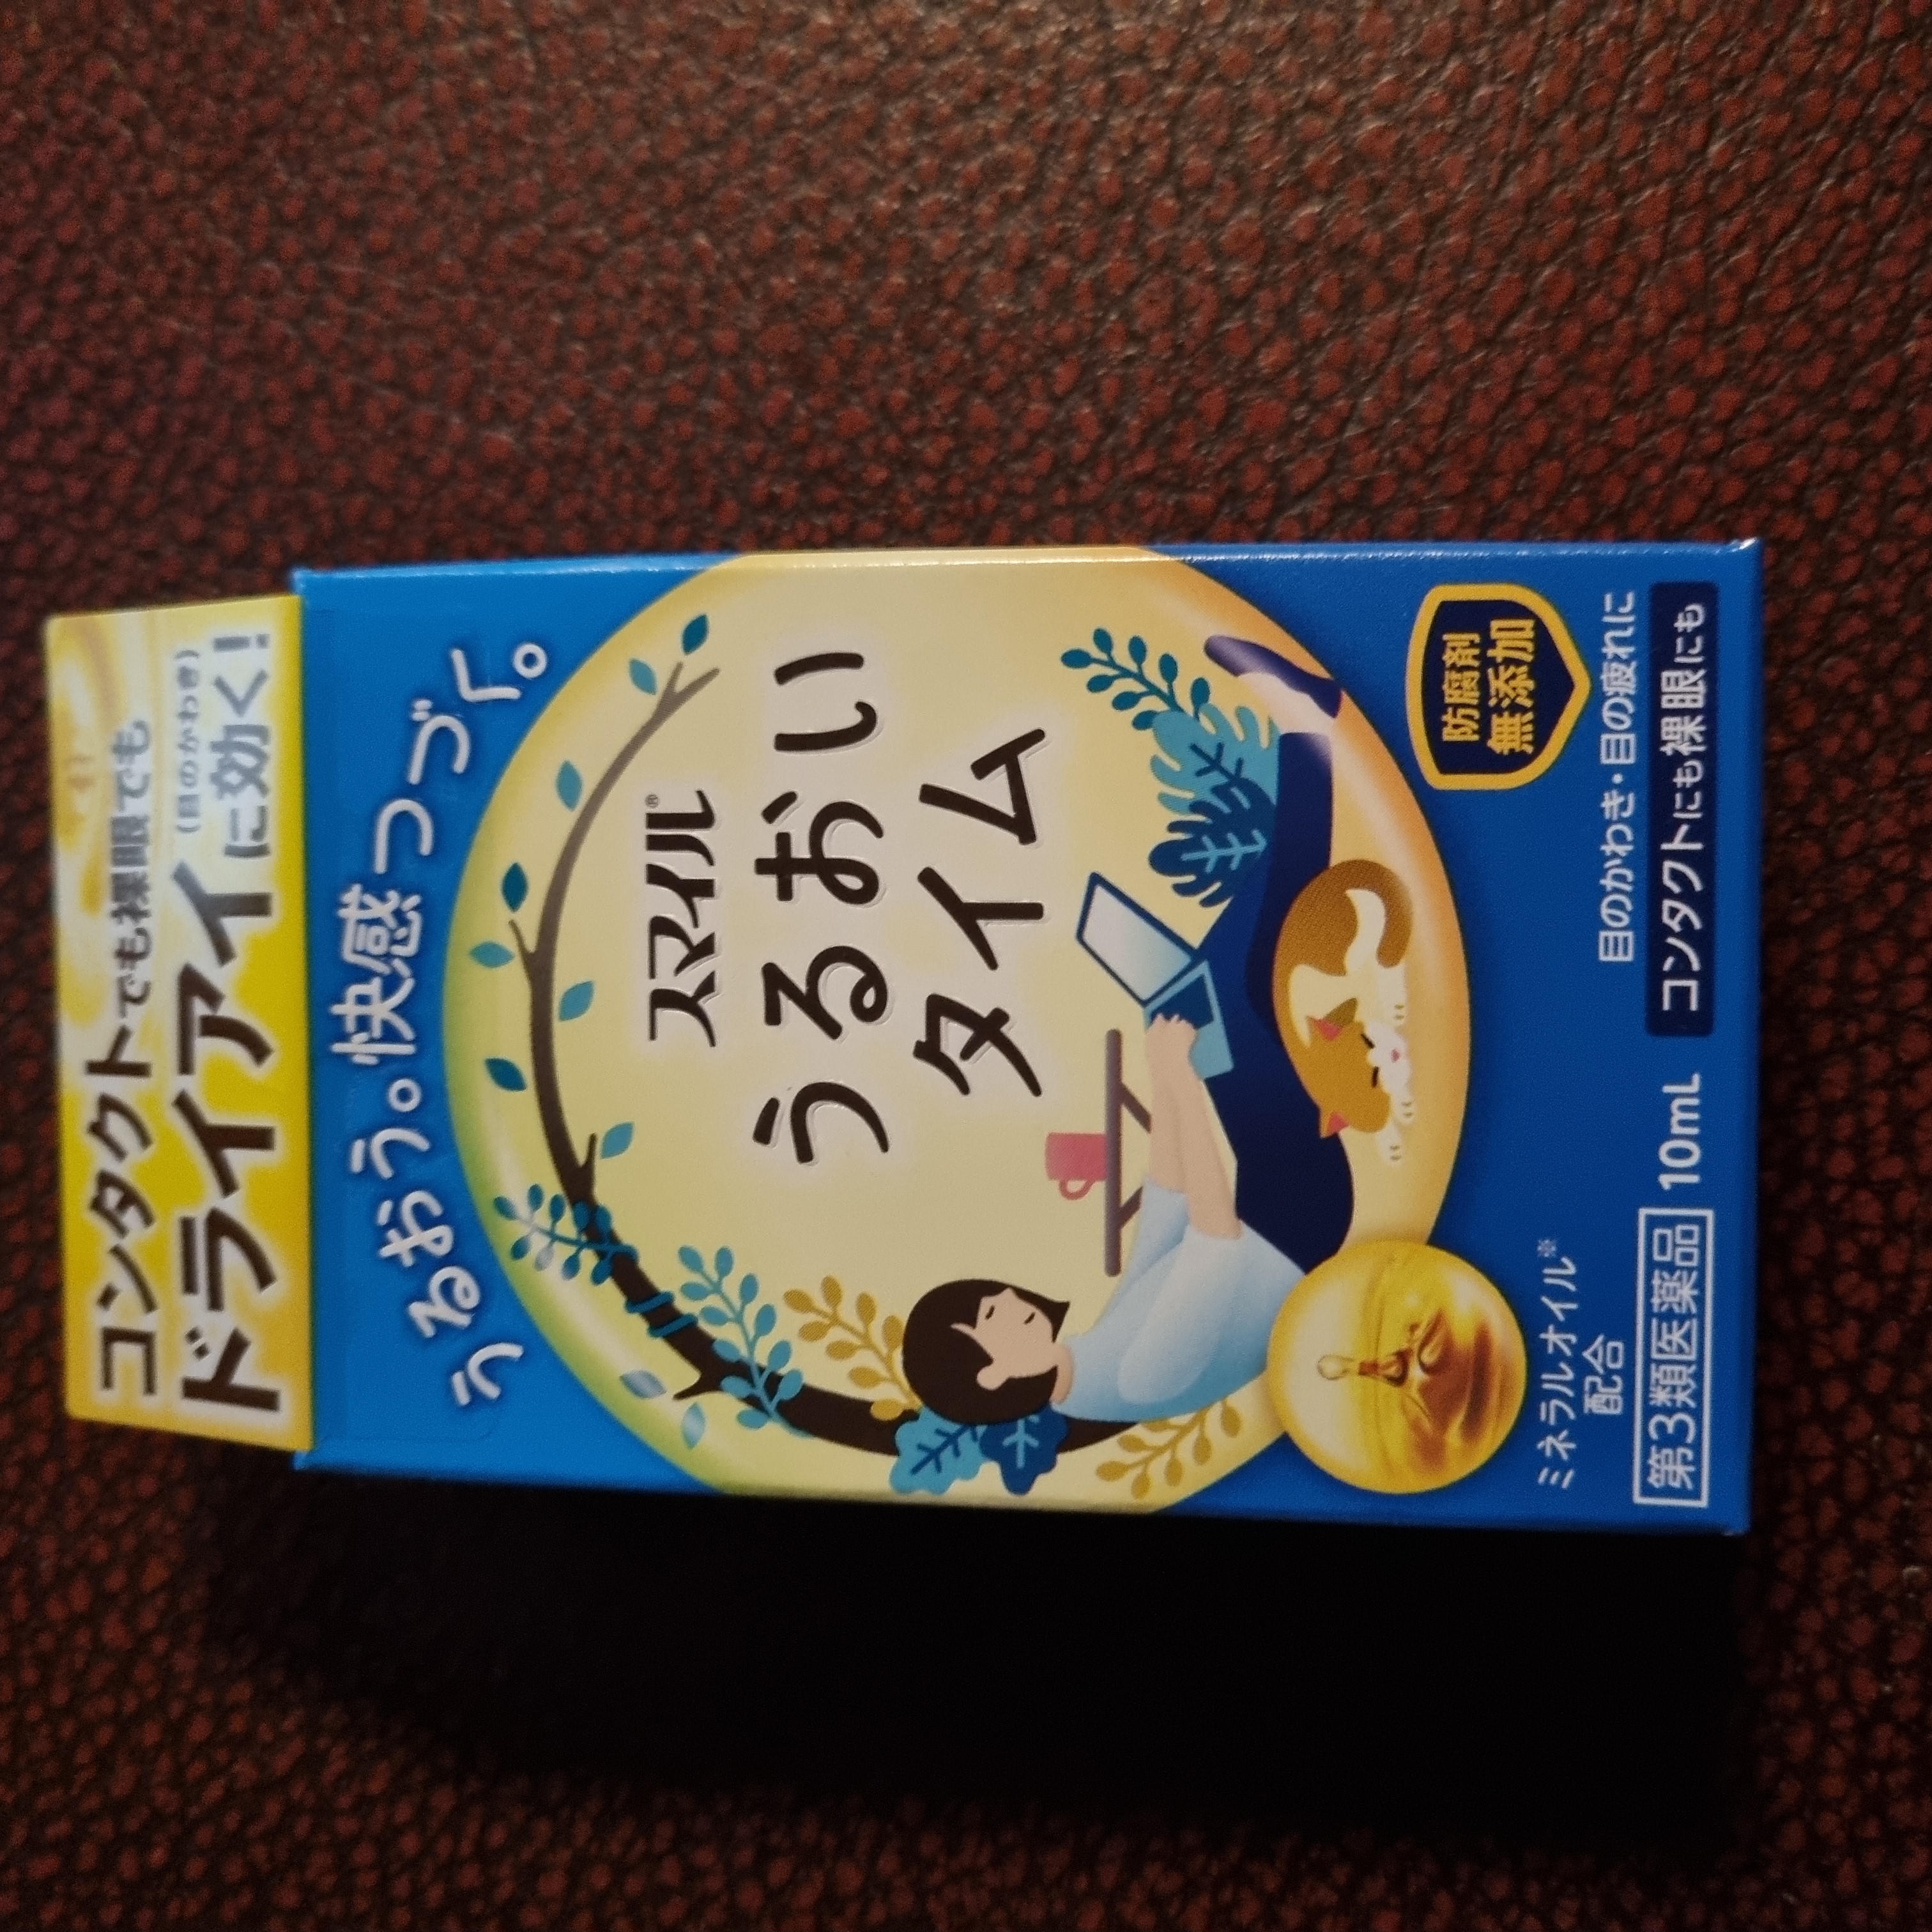 コンタクトでも裸眼でも
ドライアイ(目のかわき)に効く!
うるおう。快感つづく。
スマイル®
うるおい
タイム
防腐剤
無添加
ミネラルオイル※
配合
目のかわき・目の疲れに
第3類医薬品 10mL コンタクトにも裸眼にも